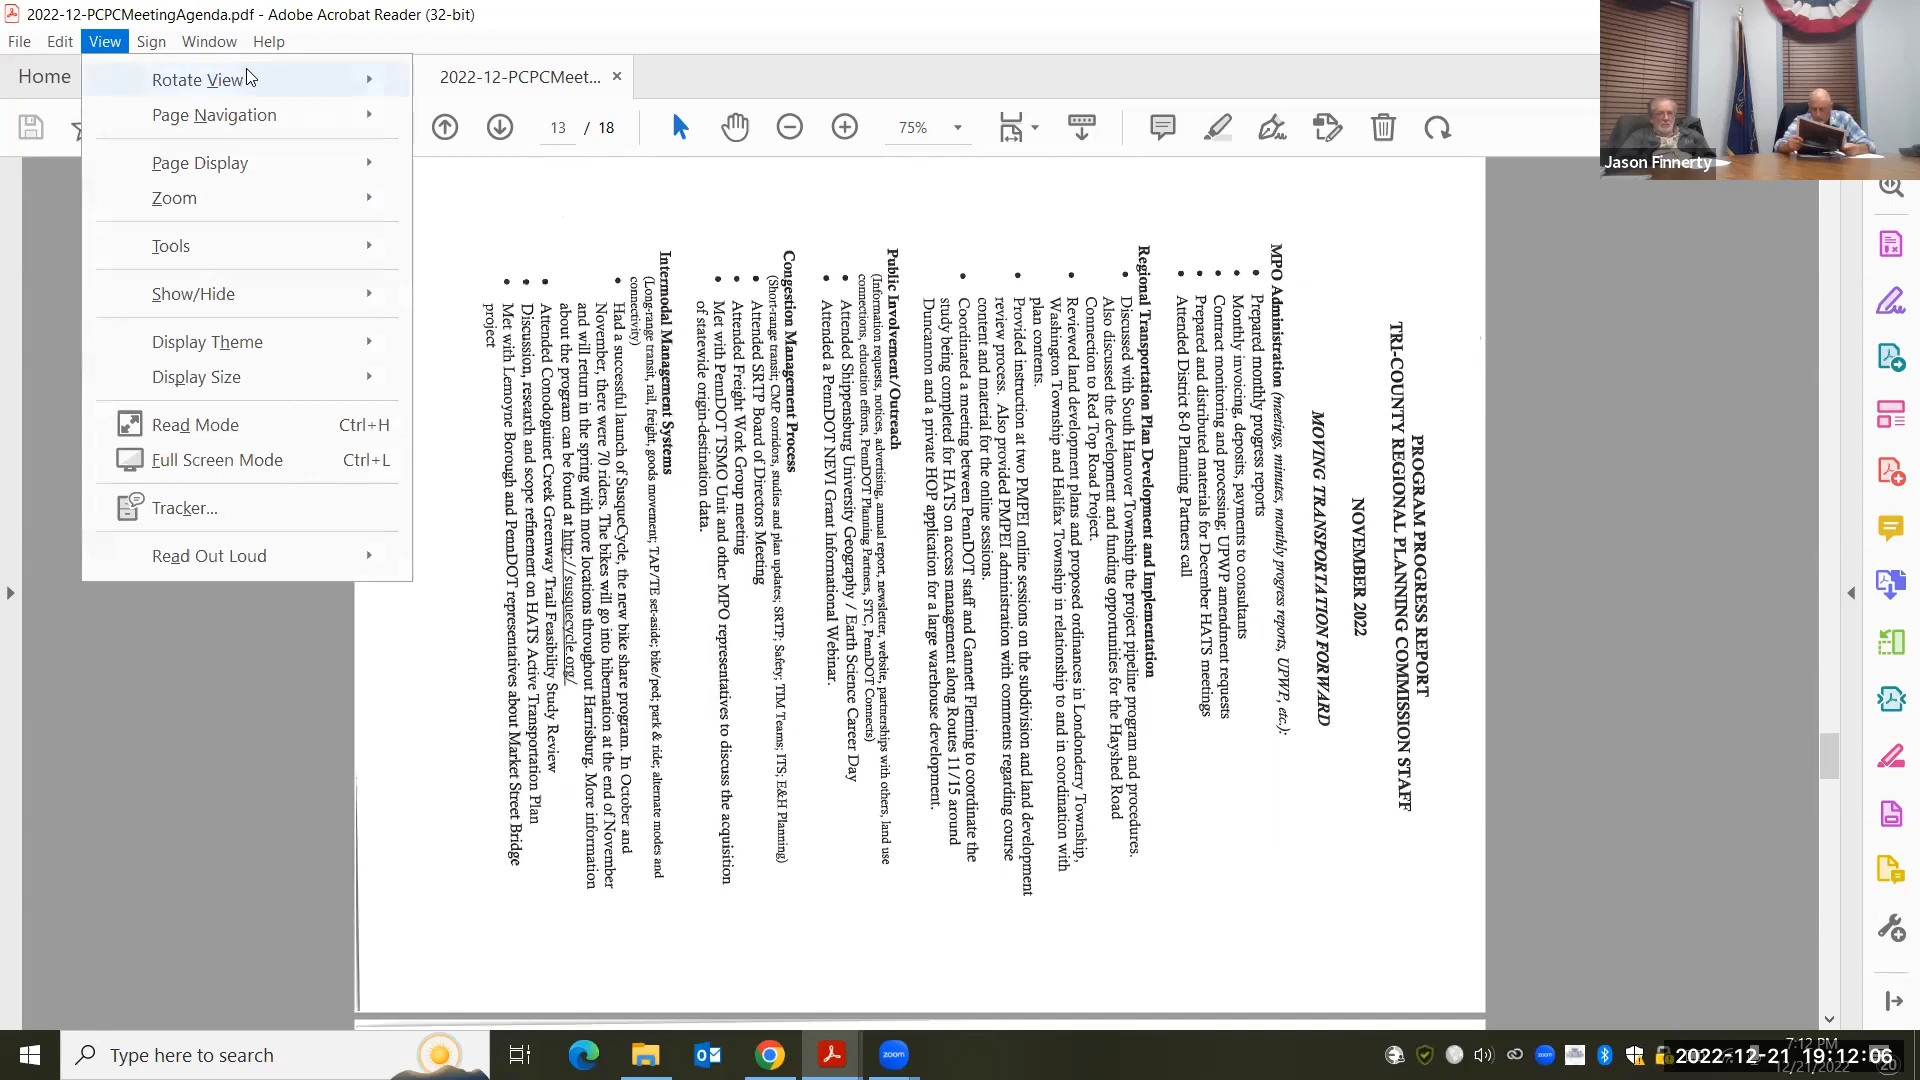 2022-12-PCPCMeetingAgenda.pdf - Adobe Acrobat Reader (32-bit)
File Edit View Sign Window Help
Home
2022-12-PCPCMeet... ×
13 / 18
75%
Rotate View
Page Navigation
Page Display
Zoom
Tools
Show/Hide
Display Theme
Display Size
Read Mode Ctrl+H
Full Screen Mode Ctrl+L
Tracker...
Read Out Loud
Jason Finnerty
PROGRAM PROGRESS REPORT
TRI-COUNTY REGIONAL PLANNING COMMISSION STAFF
NOVEMBER 2022
MOVING TRANSPORTATION FORWARD
MPO Administration (meetings, minutes, monthly progress reports, UPWP, etc.):
• Prepared monthly progress reports
• Monthly invoicing, deposits, payments to consultants
• Contract monitoring and processing; UPWP amendment requests
• Prepared and distributed materials for December HATS meetings
• Attended District 8-0 Planning Partners call
Regional Transportation Plan Development and Implementation
• Discussed with South Hanover Township the project pipeline program and procedures.
Also discussed the development and funding opportunities for the Hayshed Road
Connection to Red Top Road Project.
• Reviewed land development plans and proposed ordinances in Londonderry Township,
Washington Township and Halifax Township in relationship to and in coordination with
plan contents.
• Provided instruction at two PMPEI online sessions on the subdivision and land development
review process. Also provided PMPEI administration with comments regarding course
content and material for the online sessions.
• Coordinated a meeting between PennDOT staff and Gannett Fleming to coordinate the
study being completed for HATS on access management along Routes 11/15 around
Duncannon and a private HOP application for a large warehouse development.
Public Involvement/Outreach
(Information requests, notices, advertising, annual report, newsletter, website, partnerships with others, land use
connections, education efforts, PennDOT Planning Partners, STC, PennDOT Connects)
• Attended Shippensburg University Geography / Earth Science Career Day
• Attended a PennDOT NEVI Grant Informational Webinar.
Congestion Management Process
(Short-range transit; CMP corridors, studies and plan updates; SRTP; Safety; TIM Teams; ITS; E&H Planning)
• Attended SRTP Board of Directors Meeting
• Attended Freight Work Group meeting
• Met with PennDOT TSMO Unit and other MPO representatives to discuss the acquisition
of statewide origin-destination data.
Intermodal Management Systems
(Long-range transit, rail, freight, goods movement; TAP/TE set-aside; bike/ped; park & ride; alternate modes and
connectivity)
• Had a successful launch of SusqueCycle, the new bike share program. In October and
November, there were 70 riders. The bikes will go into hibernation at the end of November
and will return in the spring with more locations throughout Harrisburg. More information
about the program can be found at http://susquecycle.org/
• Attended Conodoguinet Creek Greenway Trail Feasibility Study Review
• Discussion, research and scope refinement on HATS Active Transportation Plan
• Met with Lemoyne Borough and PennDOT representatives about Market Street Bridge
project
Type here to search
zoom
zoom
7:12 PM
2022-12-21 19:12:06
12/21/2022
20